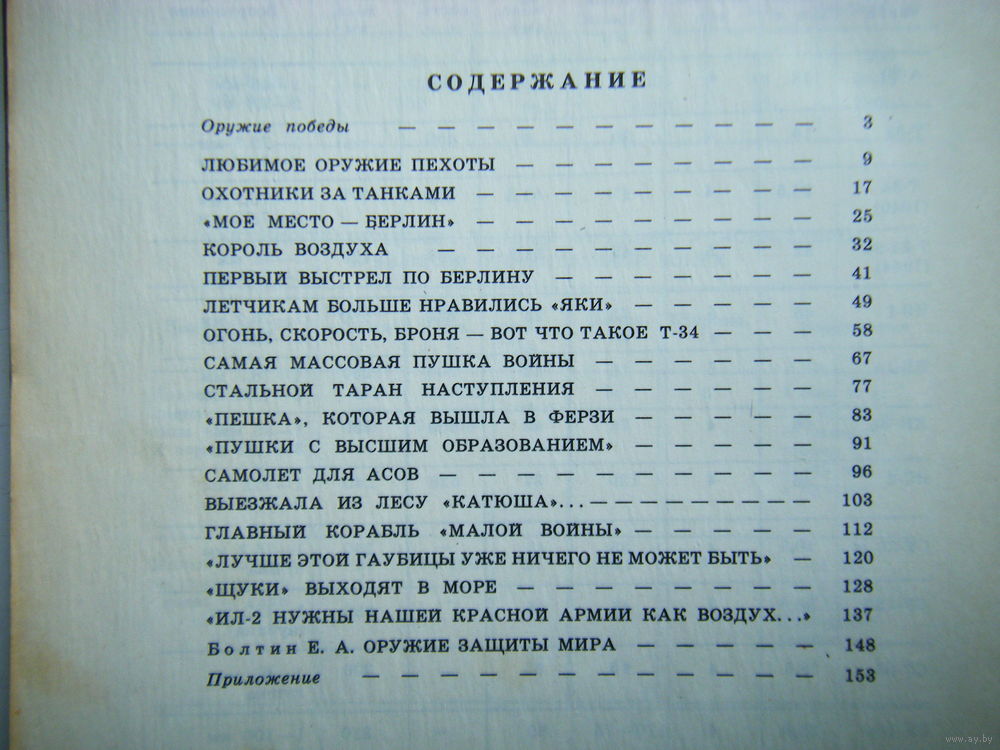 СОДЕРЖАНИЕ
Оружие победы — — — — — — — — — — — 3
ЛЮБИМОЕ ОРУЖИЕ ПЕХОТЫ — — — — — — — — 9
ОХОТНИКИ ЗА ТАНКАМИ — — — — — — — — — 17
«МОЕ МЕСТО — БЕРЛИН» — — — — — — — — — 25
КОРОЛЬ ВОЗДУХА — — — — — — — — — — 32
ПЕРВЫЙ ВЫСТРЕЛ ПО БЕРЛИНУ — — — — — — — 41
ЛЕТЧИКАМ БОЛЬШЕ НРАВИЛИСЬ «ЯКИ» — — — — — 49
ОГОНЬ, СКОРОСТЬ, БРОНЯ — ВОТ ЧТО ТАКОЕ Т-34 — — — 58
САМАЯ МАССОВАЯ ПУШКА ВОЙНЫ — — — — — — 67
СТАЛЬНОЙ ТАРАН НАСТУПЛЕНИЯ — — — — — — 77
«ПЕШКА», КОТОРАЯ ВЫШЛА В ФЕРЗИ — — — — — 83
«ПУШКИ С ВЫСШИМ ОБРАЗОВАНИЕМ» — — — — — 91
САМОЛЕТ ДЛЯ АСОВ — — — — — — — — — — 96
ВЫЕЗЖАЛА ИЗ ЛЕСУ «КАТЮША»... — — — — — — — — — 103
ГЛАВНЫЙ КОРАБЛЬ «МАЛОЙ ВОЙНЫ» — — — — — 112
«ЛУЧШЕ ЭТОЙ ГАУБИЦЫ УЖЕ НИЧЕГО НЕ МОЖЕТ БЫТЬ» — 120
«ЩУКИ» ВЫХОДЯТ В МОРЕ — — — — — — — — 128
«ИЛ-2 НУЖНЫ НАШЕЙ КРАСНОЙ АРМИИ КАК ВОЗДУХ...» 137
Болтин Е. А. ОРУЖИЕ ЗАЩИТЫ МИРА — — — — — 148
Приложение — — — — — — — — — — — — 153
www.ay.by